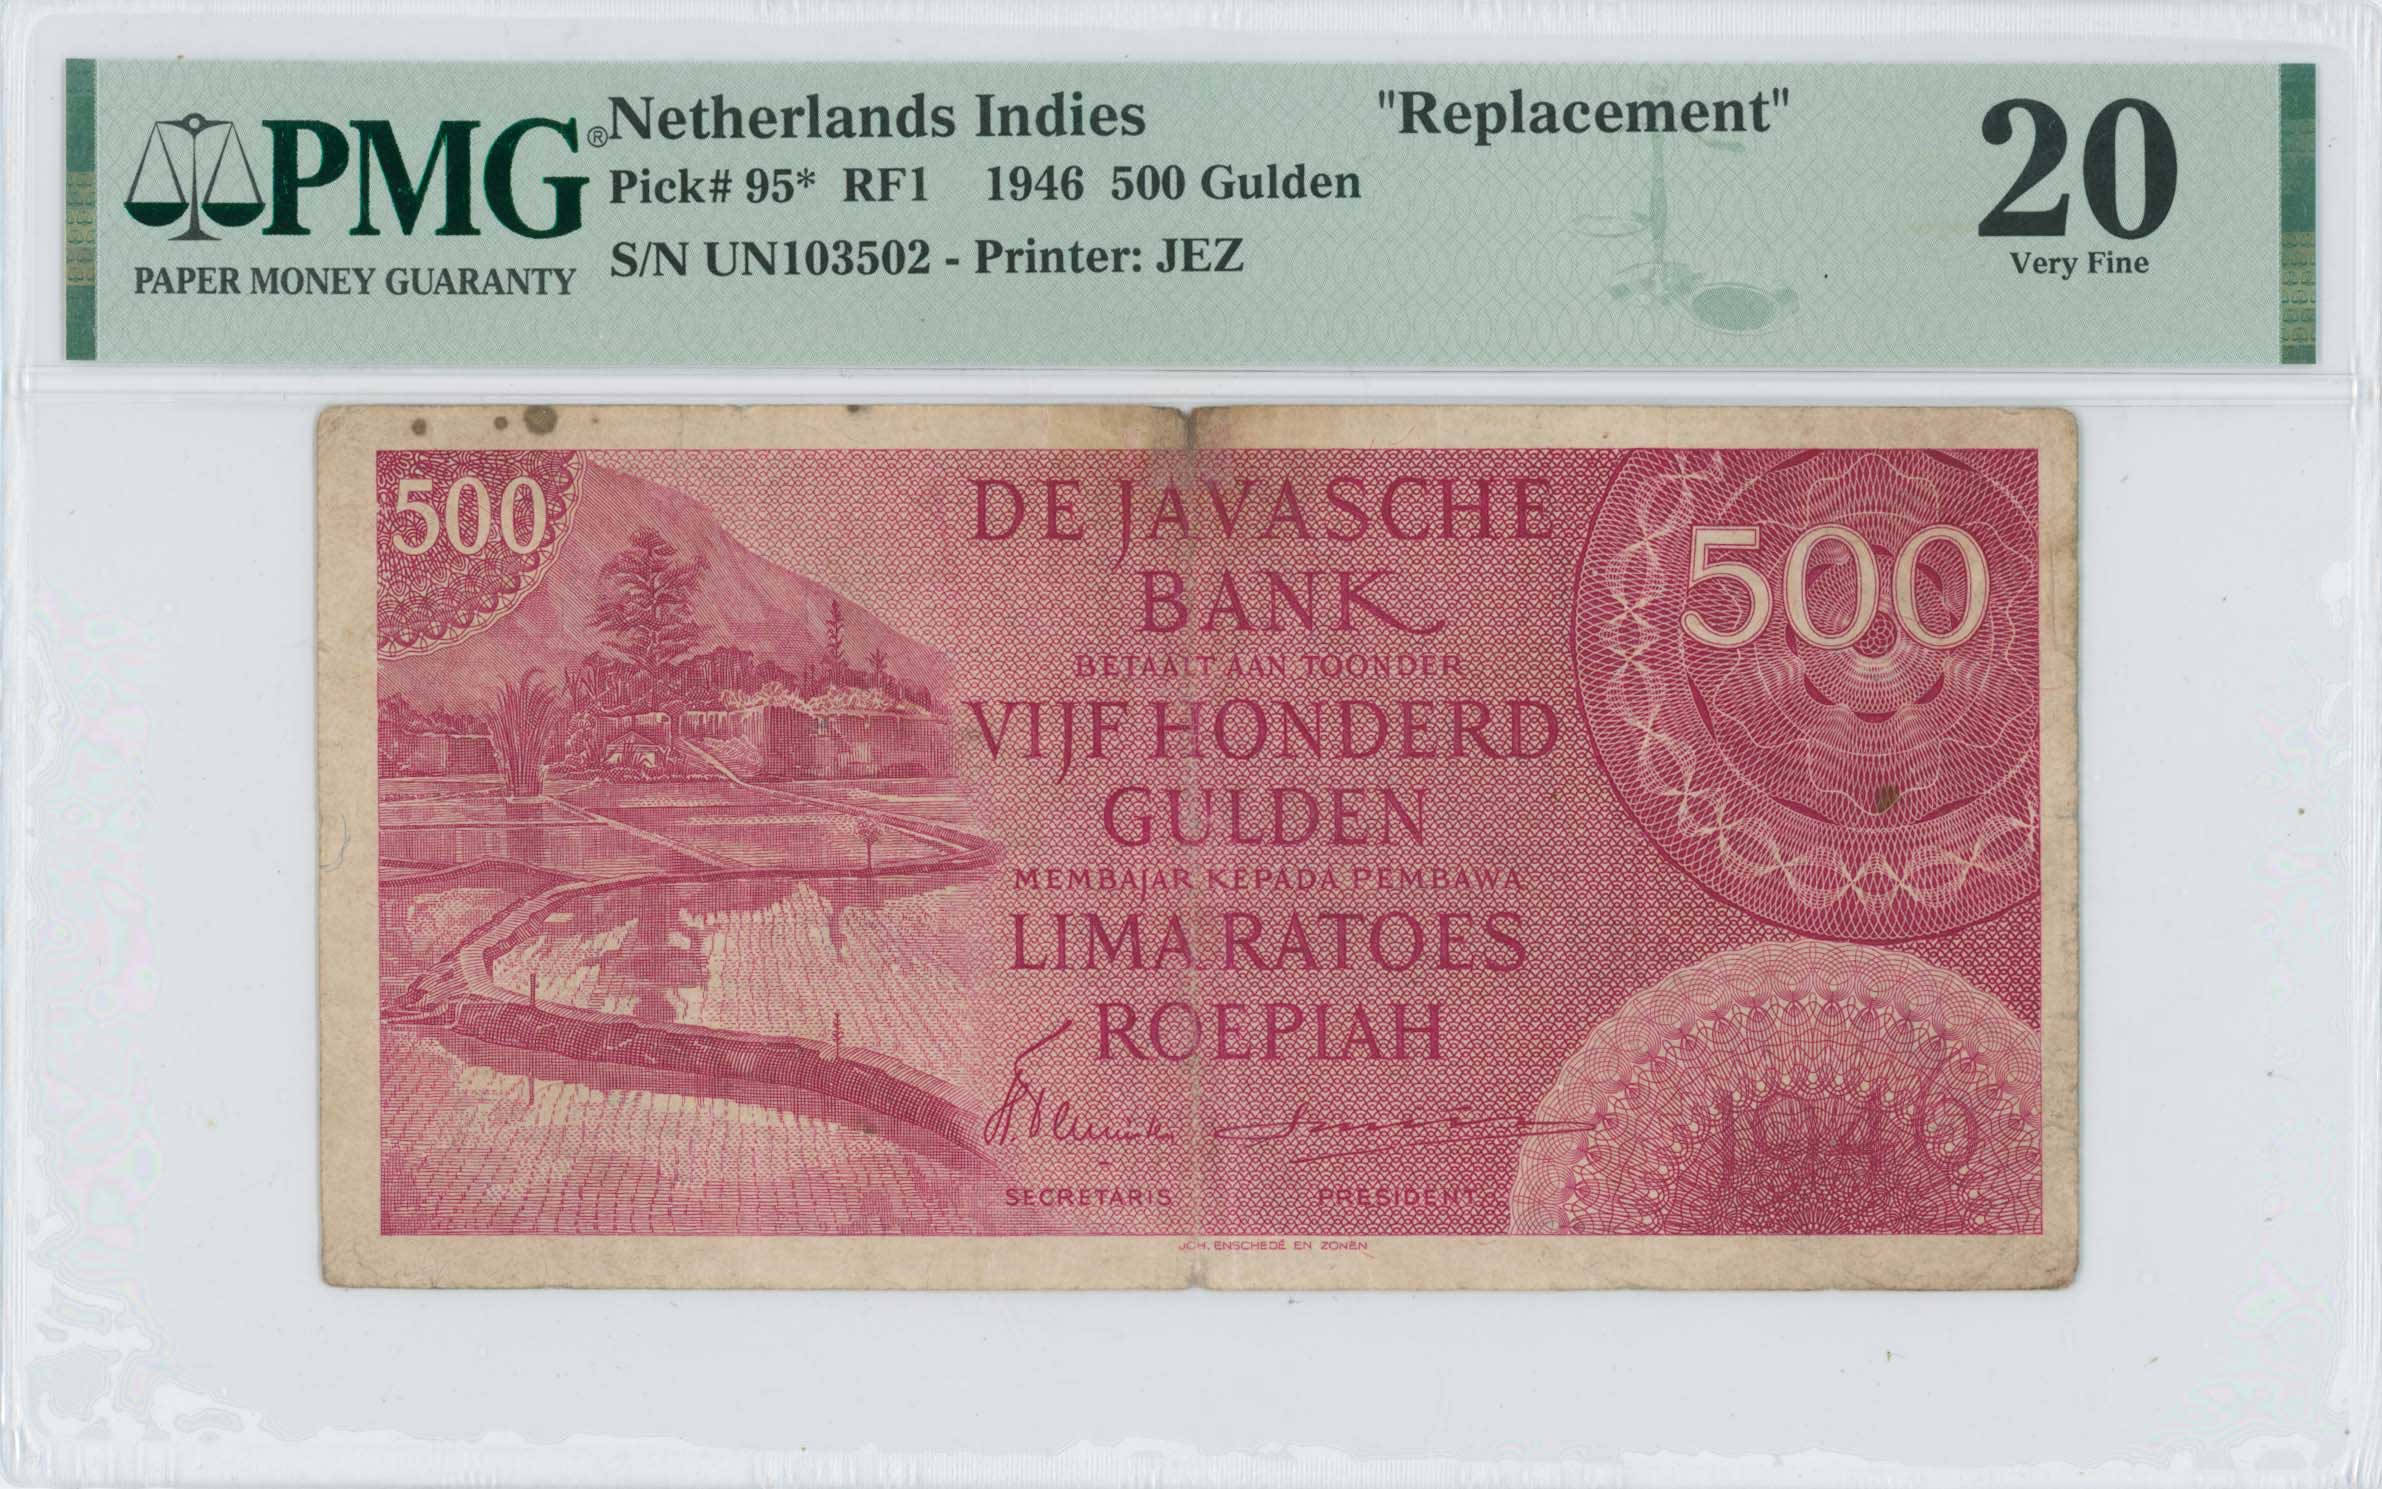 PMG®
PAPER MONEY GUARANTY
Netherlands Indies
"Replacement"
Pick# 95* RF1 1946 500 Gulden
S/N UN103502 - Printer: JEZ
20
Very Fine
500
DE JAVASCHE
BANK
BETAALT AAN TOONDER
VIJF HONDERD
GULDEN
MEMBAJAR KEPADA PEMBAWA
LIMA RATOES
ROEPIAH
500
1946
SECRETARIS
PRESIDENT
JOH. ENSCHEDÉ EN ZONEN